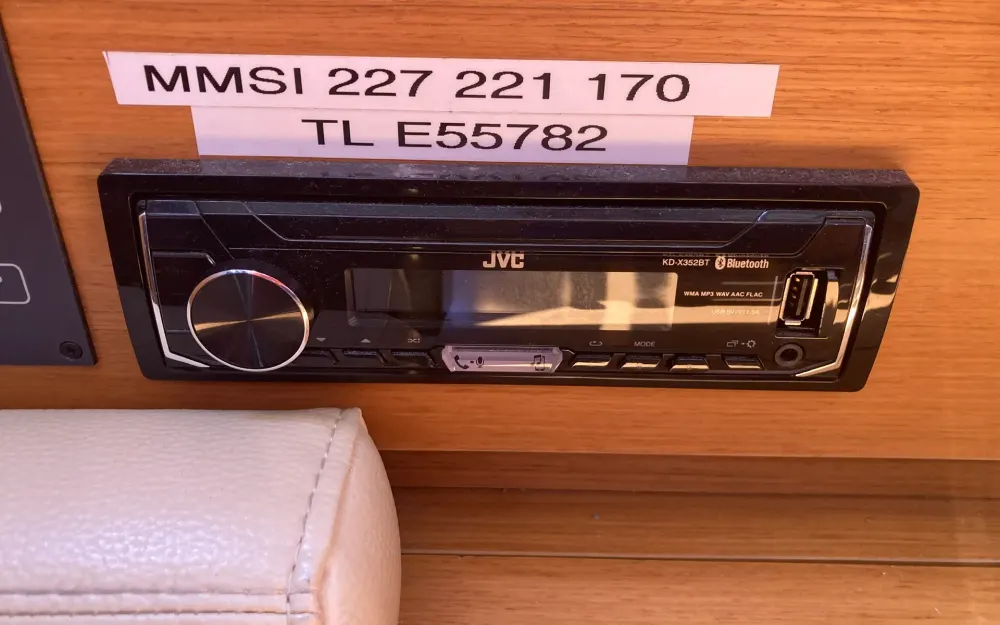 MMSI 227 221 170
TL E55782
JVC
KD-X352BT Bluetooth
WMA MP3 WAV AAC FLAC
MODE